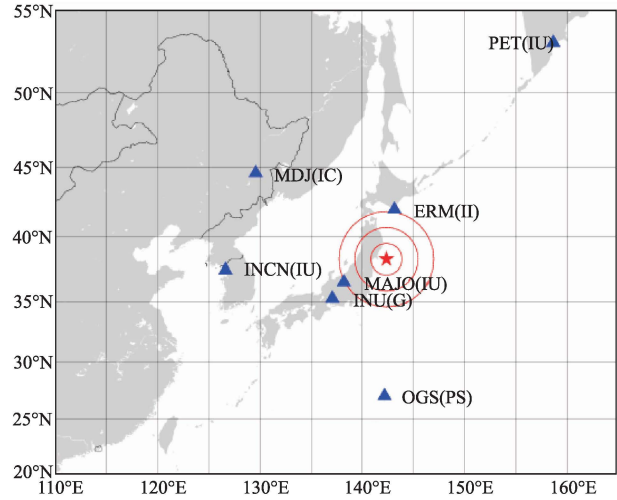 55°N
PET(IU)
50°N
45°N
MDJ(IC)
ERM(II)
40°N
INCN(IU)
MAJO(IU)
35°N
INU(G)
30°N
OGS(PS)
25°N
20°N
110°E 120°E 130°E 140°E 150°E 160°E